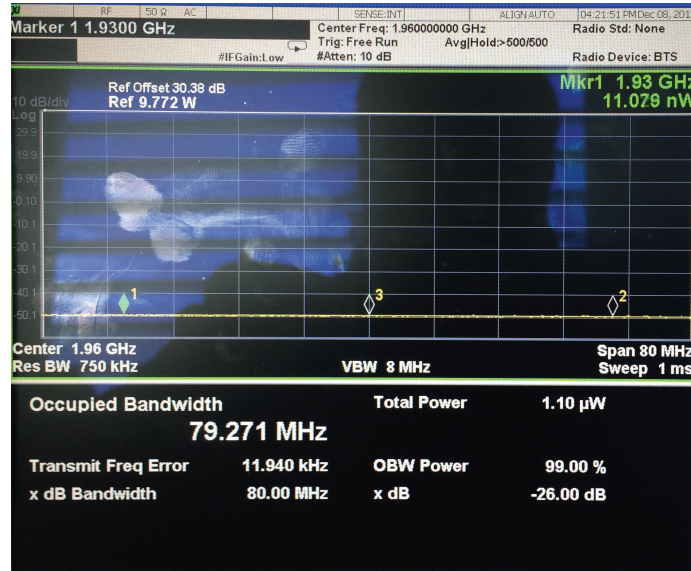 RF 50 Ω AC SENSE:INT ALIGN AUTO 04:21:51 PM Dec 08, 201
Marker 1 1.9300 GHz
Center Freq: 1.960000000 GHz Radio Std: None
Trig: Free Run Avg|Hold:>500/500
#IFGain:Low #Atten: 10 dB Radio Device: BTS
Ref Offset 30.38 dB Mkr1 1.93 GHz
10 dB/div Ref 9.772 W 11.079 nW
Log
29.9
19.9
9.90
-0.10
-10.1
-20.1
-30.1
-40.1
1 3 2
-50.1
Center 1.96 GHz Span 80 MHz
Res BW 750 kHz VBW 8 MHz Sweep 1 ms
Occupied Bandwidth Total Power 1.10 µW
79.271 MHz
Transmit Freq Error 11.940 kHz OBW Power 99.00 %
x dB Bandwidth 80.00 MHz x dB -26.00 dB